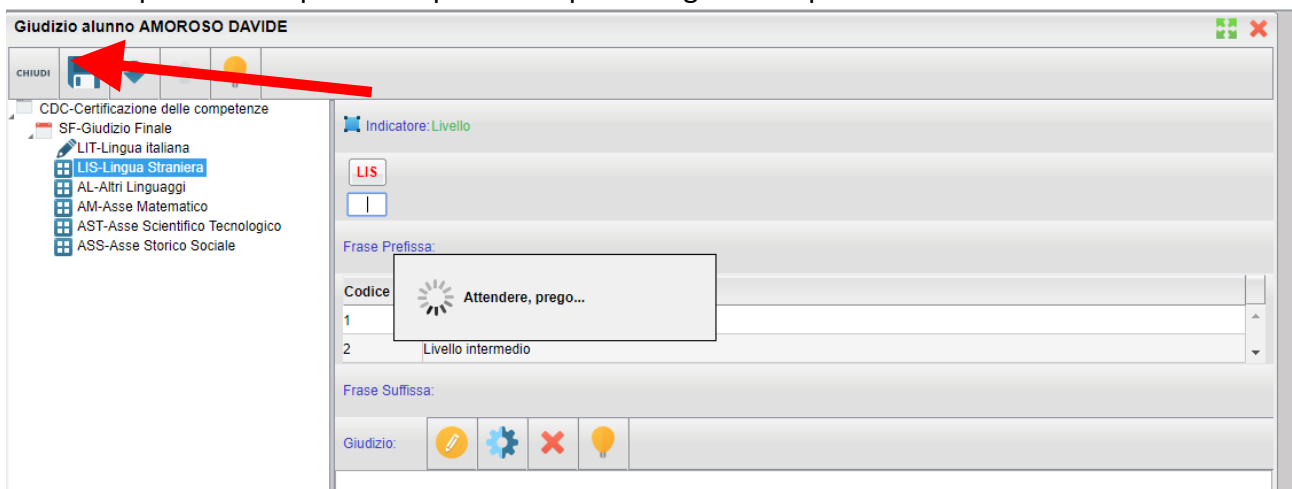 Giudizio alunno AMOROSO DAVIDE
CHIUDI
CDC-Certificazione delle competenze
SF-Giudizio Finale
LIT-Lingua italiana
LIS-Lingua Straniera
AL-Altri Linguaggi
AM-Asse Matematico
AST-Asse Scientifico Tecnologico
ASS-Asse Storico Sociale
Indicatore: Livello
LIS
Frase Prefissa:
Codice
Attendere, prego...
1
2 Livello intermedio
Frase Suffissa:
Giudizio: